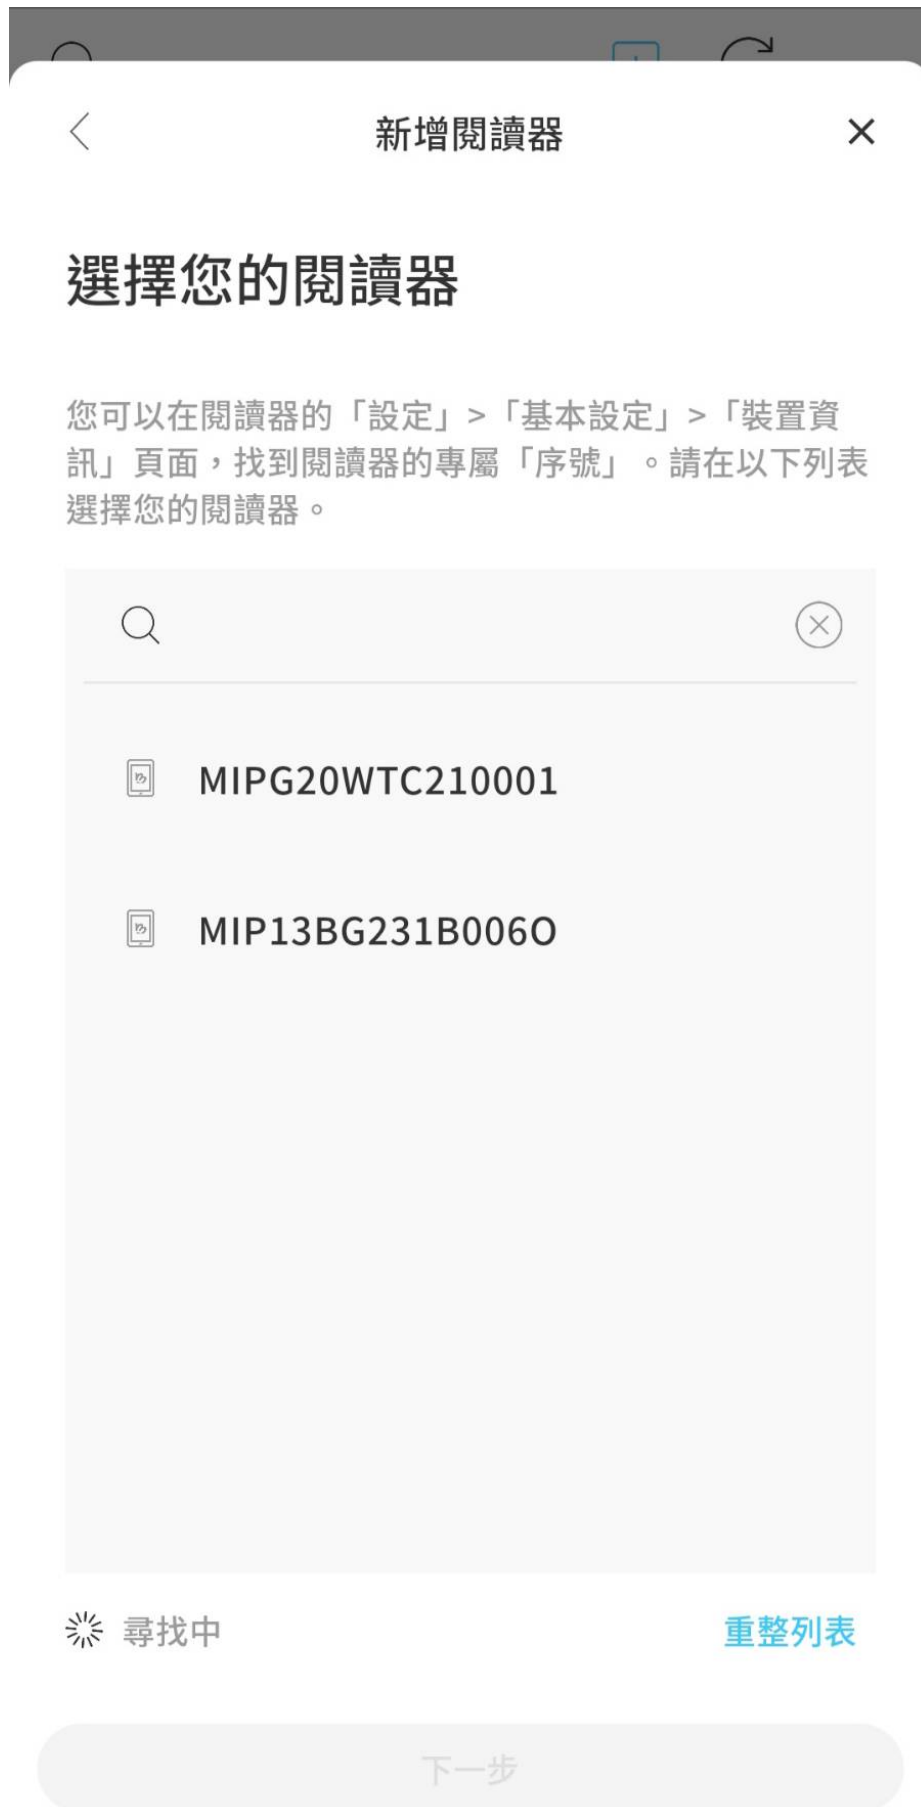 新增閱讀器
選擇您的閱讀器
您可以在閱讀器的「設定」>「基本設定」>「裝置資
訊」頁面，找到閱讀器的專屬「序號」。請在以下列表
選擇您的閱讀器。
MIPG20WTC210001
MIP13BG231B006O
尋找中
重整列表
下一步